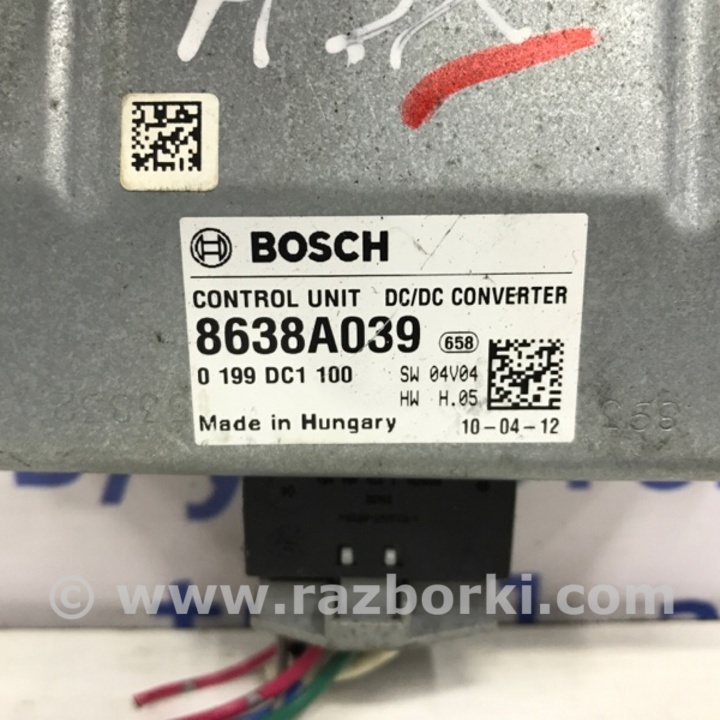 BOSCH
CONTROL UNIT DC/DC CONVERTER
8638A039 658
0 199 DC1 100 SW 04V04
HW H.05
Made in Hungary 10-04-12
© www.razborki.com